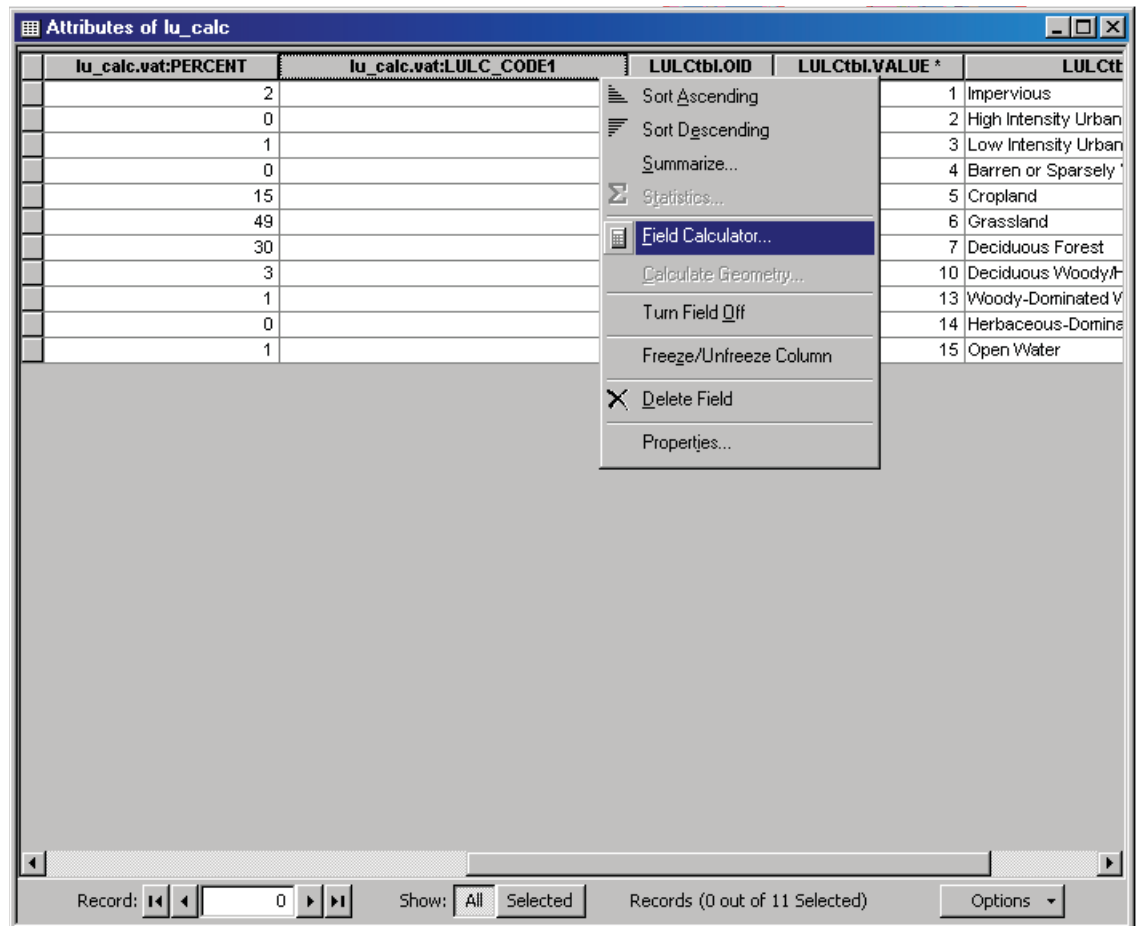 Attributes of lu_calc
lu_calc.vat:PERCENT lu_calc.vat:LULC_CODE1 LULCtbl.OID LULCtbl.VALUE * LULCtt
2 1 Impervious
0 2 High Intensity Urban
1 3 Low Intensity Urban
0 4 Barren or Sparsely
15 5 Cropland
49 6 Grassland
30 7 Deciduous Forest
3 10 Deciduous Woody/H
1 13 Woody-Dominated
0 14 Herbaceous-Domina
1 15 Open Water
Sort Ascending
Sort Descending
Summarize...
Statistics...
Field Calculator...
Calculate Geometry...
Turn Field Off
Freeze/Unfreeze Column
Delete Field
Properties...
Record: 0 Show: All Selected Records (0 out of 11 Selected) Options